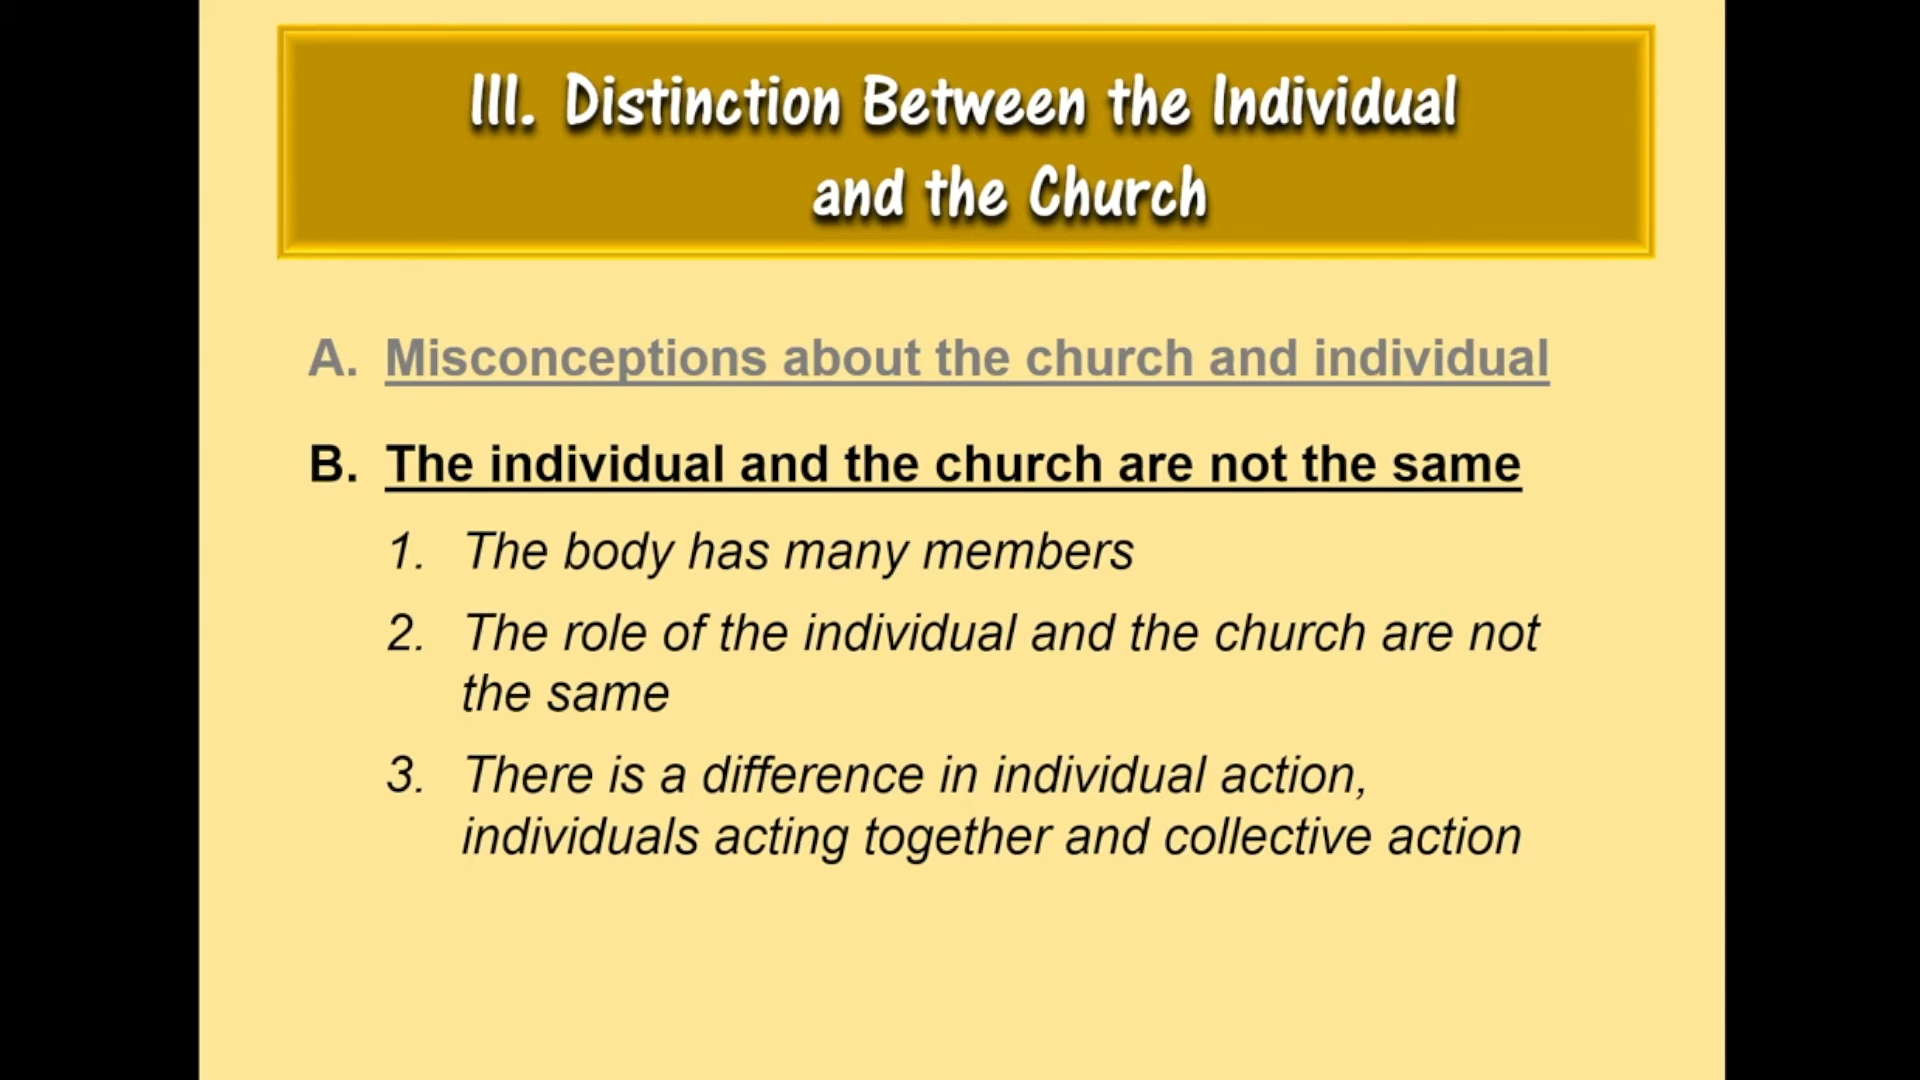 III. Distinction Between the Individual
and the Church
A. Misconceptions about the church and individual
B. The individual and the church are not the same
1. The body has many members
2. The role of the individual and the church are not
the same
3. There is a difference in individual action,
individuals acting together and collective action